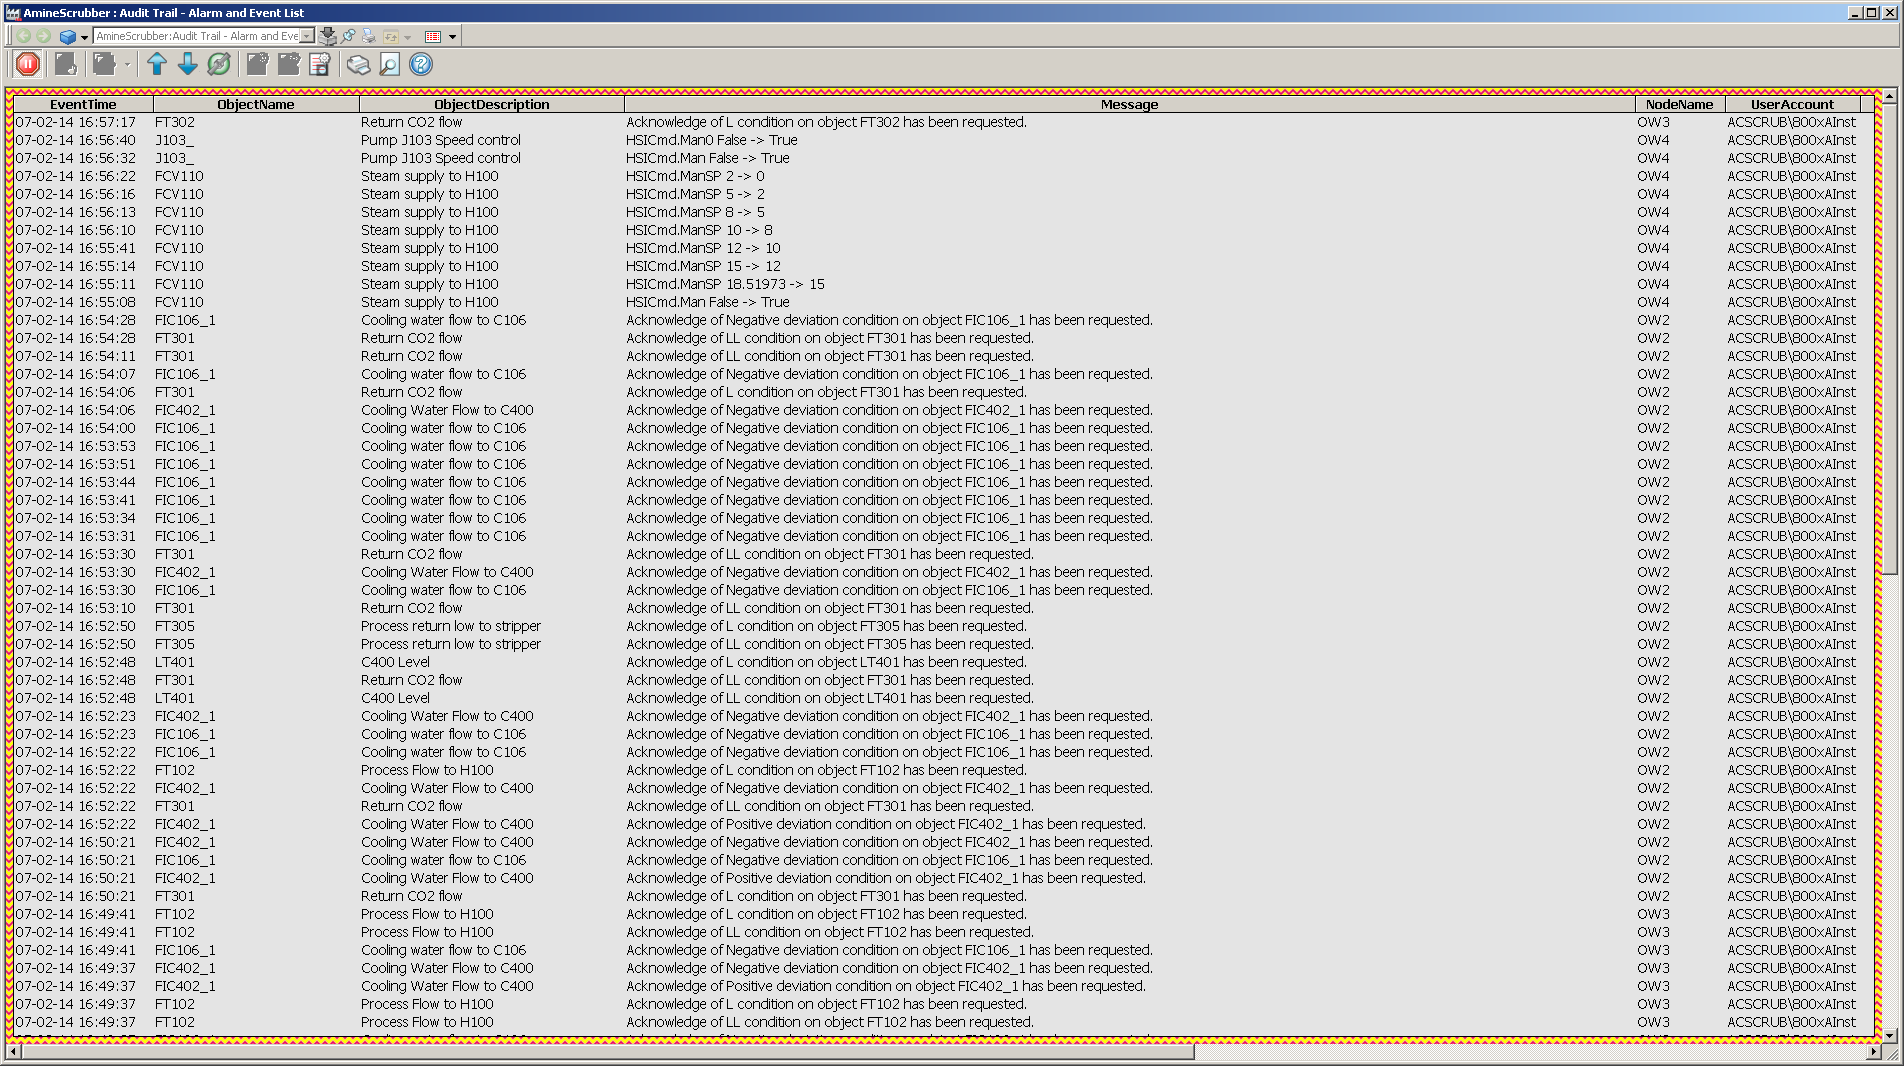 AmineScrubber : Audit Trail - Alarm and Event List
AmineScrubber:Audit Trail - Alarm and Eve
EventTime ObjectName ObjectDescription Message NodeName UserAccount
07-02-14 16:57:17 FT302 Return CO2 flow Acknowledge of L condition on object FT302 has been requested. OW3 ACSCRUB\800xAInst
07-02-14 16:56:40 J103_ Pump J103 Speed control HSICmd.Man0 False -> True OW4 ACSCRUB\800xAInst
07-02-14 16:56:32 J103_ Pump J103 Speed control HSICmd.Man False -> True OW4 ACSCRUB\800xAInst
07-02-14 16:56:22 FCV110 Steam supply to H100 HSICmd.ManSP 2 -> 0 OW4 ACSCRUB\800xAInst
07-02-14 16:56:16 FCV110 Steam supply to H100 HSICmd.ManSP 5 -> 2 OW4 ACSCRUB\800xAInst
07-02-14 16:56:13 FCV110 Steam supply to H100 HSICmd.ManSP 8 -> 5 OW4 ACSCRUB\800xAInst
07-02-14 16:56:10 FCV110 Steam supply to H100 HSICmd.ManSP 10 -> 8 OW4 ACSCRUB\800xAInst
07-02-14 16:55:41 FCV110 Steam supply to H100 HSICmd.ManSP 12 -> 10 OW4 ACSCRUB\800xAInst
07-02-14 16:55:14 FCV110 Steam supply to H100 HSICmd.ManSP 15 -> 12 OW4 ACSCRUB\800xAInst
07-02-14 16:55:11 FCV110 Steam supply to H100 HSICmd.ManSP 18.51973 -> 15 OW4 ACSCRUB\800xAInst
07-02-14 16:55:08 FCV110 Steam supply to H100 HSICmd.Man False -> True OW4 ACSCRUB\800xAInst
07-02-14 16:54:28 FIC106_1 Cooling water flow to C106 Acknowledge of Negative deviation condition on object FIC106_1 has been requested. OW2 ACSCRUB\800xAInst
07-02-14 16:54:28 FT301 Return CO2 flow Acknowledge of LL condition on object FT301 has been requested. OW2 ACSCRUB\800xAInst
07-02-14 16:54:11 FT301 Return CO2 flow Acknowledge of LL condition on object FT301 has been requested. OW2 ACSCRUB\800xAInst
07-02-14 16:54:07 FIC106_1 Cooling water flow to C106 Acknowledge of Negative deviation condition on object FIC106_1 has been requested. OW2 ACSCRUB\800xAInst
07-02-14 16:54:06 FT301 Return CO2 flow Acknowledge of L condition on object FT301 has been requested. OW2 ACSCRUB\800xAInst
07-02-14 16:54:06 FIC402_1 Cooling Water Flow to C400 Acknowledge of Negative deviation condition on object FIC402_1 has been requested. OW2 ACSCRUB\800xAInst
07-02-14 16:54:00 FIC106_1 Cooling water flow to C106 Acknowledge of Negative deviation condition on object FIC106_1 has been requested. OW2 ACSCRUB\800xAInst
07-02-14 16:53:53 FIC106_1 Cooling water flow to C106 Acknowledge of Negative deviation condition on object FIC106_1 has been requested. OW2 ACSCRUB\800xAInst
07-02-14 16:53:51 FIC106_1 Cooling water flow to C106 Acknowledge of Negative deviation condition on object FIC106_1 has been requested. OW2 ACSCRUB\800xAInst
07-02-14 16:53:44 FIC106_1 Cooling water flow to C106 Acknowledge of Negative deviation condition on object FIC106_1 has been requested. OW2 ACSCRUB\800xAInst
07-02-14 16:53:41 FIC106_1 Cooling water flow to C106 Acknowledge of Negative deviation condition on object FIC106_1 has been requested. OW2 ACSCRUB\800xAInst
07-02-14 16:53:34 FIC106_1 Cooling water flow to C106 Acknowledge of Negative deviation condition on object FIC106_1 has been requested. OW2 ACSCRUB\800xAInst
07-02-14 16:53:31 FIC106_1 Cooling water flow to C106 Acknowledge of Negative deviation condition on object FIC106_1 has been requested. OW2 ACSCRUB\800xAInst
07-02-14 16:53:30 FT301 Return CO2 flow Acknowledge of LL condition on object FT301 has been requested. OW2 ACSCRUB\800xAInst
07-02-14 16:53:30 FIC402_1 Cooling Water Flow to C400 Acknowledge of Negative deviation condition on object FIC402_1 has been requested. OW2 ACSCRUB\800xAInst
07-02-14 16:53:30 FIC106_1 Cooling water flow to C106 Acknowledge of Negative deviation condition on object FIC106_1 has been requested. OW2 ACSCRUB\800xAInst
07-02-14 16:53:10 FT301 Return CO2 flow Acknowledge of LL condition on object FT301 has been requested. OW2 ACSCRUB\800xAInst
07-02-14 16:52:50 FT305 Process return low to stripper Acknowledge of L condition on object FT305 has been requested. OW2 ACSCRUB\800xAInst
07-02-14 16:52:50 FT305 Process return low to stripper Acknowledge of LL condition on object FT305 has been requested. OW2 ACSCRUB\800xAInst
07-02-14 16:52:48 LT401 C400 Level Acknowledge of L condition on object LT401 has been requested. OW2 ACSCRUB\800xAInst
07-02-14 16:52:48 FT301 Return CO2 flow Acknowledge of LL condition on object FT301 has been requested. OW2 ACSCRUB\800xAInst
07-02-14 16:52:48 LT401 C400 Level Acknowledge of LL condition on object LT401 has been requested. OW2 ACSCRUB\800xAInst
07-02-14 16:52:23 FIC402_1 Cooling Water Flow to C400 Acknowledge of Negative deviation condition on object FIC402_1 has been requested. OW2 ACSCRUB\800xAInst
07-02-14 16:52:23 FIC106_1 Cooling water flow to C106 Acknowledge of Negative deviation condition on object FIC106_1 has been requested. OW2 ACSCRUB\800xAInst
07-02-14 16:52:22 FIC106_1 Cooling water flow to C106 Acknowledge of Negative deviation condition on object FIC106_1 has been requested. OW2 ACSCRUB\800xAInst
07-02-14 16:52:22 FT102 Process Flow to H100 Acknowledge of L condition on object FT102 has been requested. OW2 ACSCRUB\800xAInst
07-02-14 16:52:22 FIC402_1 Cooling Water Flow to C400 Acknowledge of Negative deviation condition on object FIC402_1 has been requested. OW2 ACSCRUB\800xAInst
07-02-14 16:52:22 FT301 Return CO2 flow Acknowledge of LL condition on object FT301 has been requested. OW2 ACSCRUB\800xAInst
07-02-14 16:52:22 FIC402_1 Cooling Water Flow to C400 Acknowledge of Positive deviation condition on object FIC402_1 has been requested. OW2 ACSCRUB\800xAInst
07-02-14 16:50:21 FIC402_1 Cooling Water Flow to C400 Acknowledge of Negative deviation condition on object FIC402_1 has been requested. OW2 ACSCRUB\800xAInst
07-02-14 16:50:21 FIC106_1 Cooling water flow to C106 Acknowledge of Negative deviation condition on object FIC106_1 has been requested. OW2 ACSCRUB\800xAInst
07-02-14 16:50:21 FIC402_1 Cooling Water Flow to C400 Acknowledge of Positive deviation condition on object FIC402_1 has been requested. OW2 ACSCRUB\800xAInst
07-02-14 16:50:21 FT301 Return CO2 flow Acknowledge of L condition on object FT301 has been requested. OW2 ACSCRUB\800xAInst
07-02-14 16:49:41 FT102 Process Flow to H100 Acknowledge of L condition on object FT102 has been requested. OW3 ACSCRUB\800xAInst
07-02-14 16:49:41 FT102 Process Flow to H100 Acknowledge of LL condition on object FT102 has been requested. OW3 ACSCRUB\800xAInst
07-02-14 16:49:41 FIC106_1 Cooling water flow to C106 Acknowledge of Negative deviation condition on object FIC106_1 has been requested. OW3 ACSCRUB\800xAInst
07-02-14 16:49:37 FIC402_1 Cooling Water Flow to C400 Acknowledge of Negative deviation condition on object FIC402_1 has been requested. OW3 ACSCRUB\800xAInst
07-02-14 16:49:37 FIC402_1 Cooling Water Flow to C400 Acknowledge of Positive deviation condition on object FIC402_1 has been requested. OW3 ACSCRUB\800xAInst
07-02-14 16:49:37 FT102 Process Flow to H100 Acknowledge of L condition on object FT102 has been requested. OW3 ACSCRUB\800xAInst
07-02-14 16:49:37 FT102 Process Flow to H100 Acknowledge of LL condition on object FT102 has been requested. OW3 ACSCRUB\800xAInst